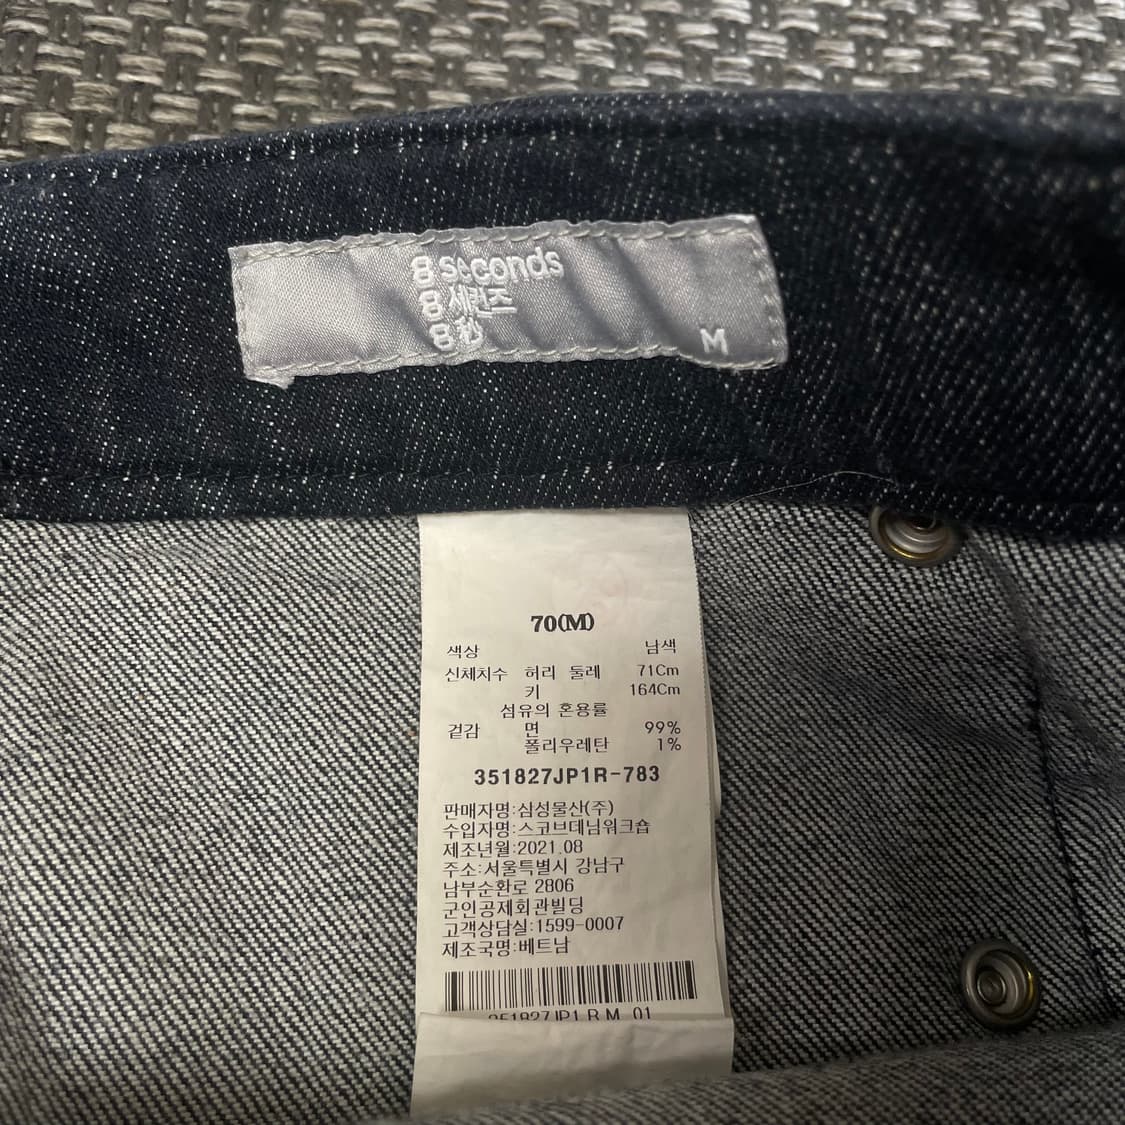 8 seconds
8 세컨즈
8 秒
M
70(M)
색상 남색
신체치수 허리 둘레 71Cm
키 164Cm
섬유의 혼용률
겉감 면 99%
폴리우레탄 1%
351827JP1R-783
판매자명:삼성물산(주)
수입자명:스코브데님워크숍
제조년월:2021.08
주소:서울특별시 강남구
남부순환로 2806
군인공제회관빌딩
고객상담실:1599-0007
제조국명:베트남
351827JP1 R M 01